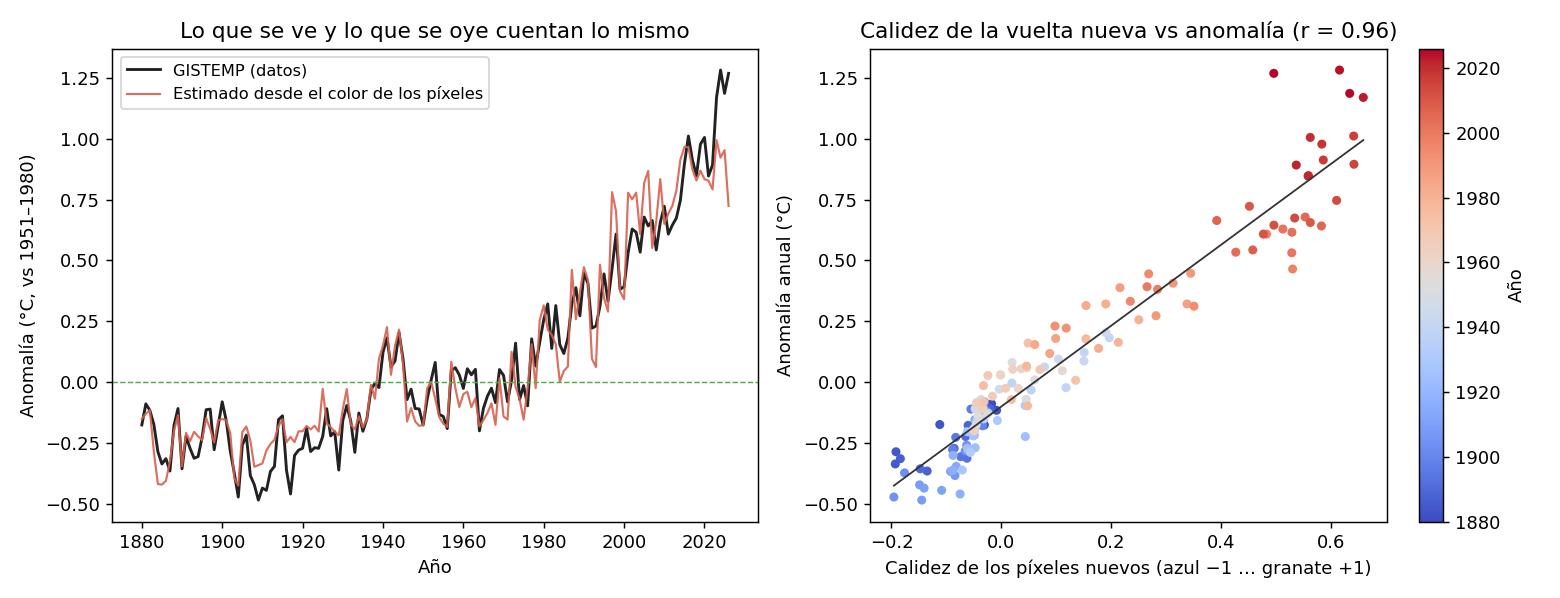 Lo que se ve y lo que se oye cuentan lo mismo
GISTEMP (datos)
Estimado desde el color de los píxeles
Anomalía (°C, vs 1951–1980)
1.25
1.00
0.75
0.50
0.25
0.00
−0.25
−0.50
1880 1900 1920 1940 1960 1980 2000 2020
Año
Calidez de la vuelta nueva vs anomalía (r = 0.96)
Anomalía anual (°C)
1.25
1.00
0.75
0.50
0.25
0.00
−0.25
−0.50
−0.2 0.0 0.2 0.4 0.6
Calidez de los píxeles nuevos (azul −1 … granate +1)
2020
2000
1980
1960
1940
1920
1900
1880
Año